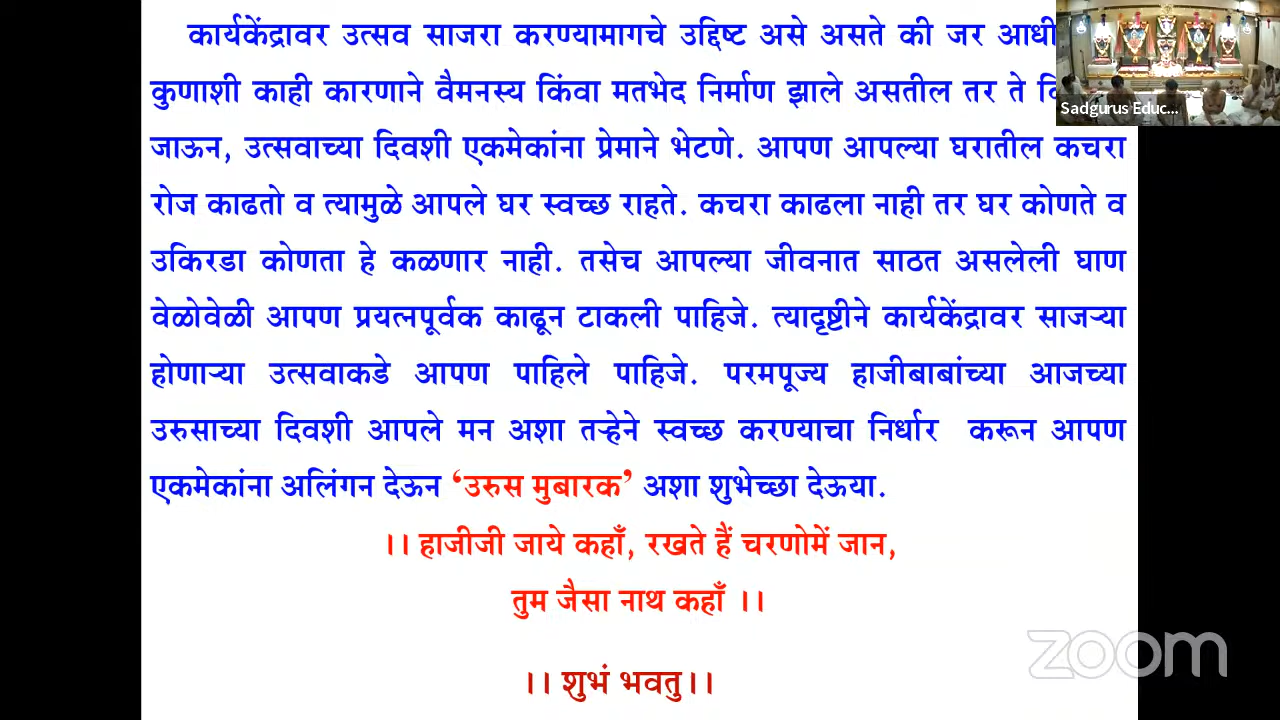 कार्यकेंद्रावर उत्सव साजरा करण्यामागचे उद्दिष्ट असे असते की जर आधी
कुणाशी काही कारणाने वैमनस्य किंवा मतभेद निर्माण झाले असतील तर ते
जाऊन, उत्सवाच्या दिवशी एकमेकांना प्रेमाने भेटणे. आपण आपल्या घरातील कचरा
रोज काढतो व त्यामुळे आपले घर स्वच्छ राहते. कचरा काढला नाही तर घर कोणते व
उकिरडा कोणता हे कळणार नाही. तसेच आपल्या जीवनात साठत असलेली घाण
वेळोवेळी आपण प्रयत्नपूर्वक काढून टाकली पाहिजे. त्यादृष्टीने कार्यकेंद्रावर साजऱ्या
होणाऱ्या उत्सवाकडे आपण पाहिले पाहिजे. परमपूज्य हाजीबाबांच्या आजच्या
उरुसाच्या दिवशी आपले मन अशा तऱ्हेने स्वच्छ करण्याचा निर्धार करून आपण
एकमेकांना अलिंगन देऊन ‘उरुस मुबारक’ अशा शुभेच्छा देऊया.
।। हाजीजी जाये कहाँ, रखते हैं चरणोमें जान,
तुम जैसा नाथ कहाँ ।।
।। शुभं भवतु।।
Sadgurus Educ...
zoom